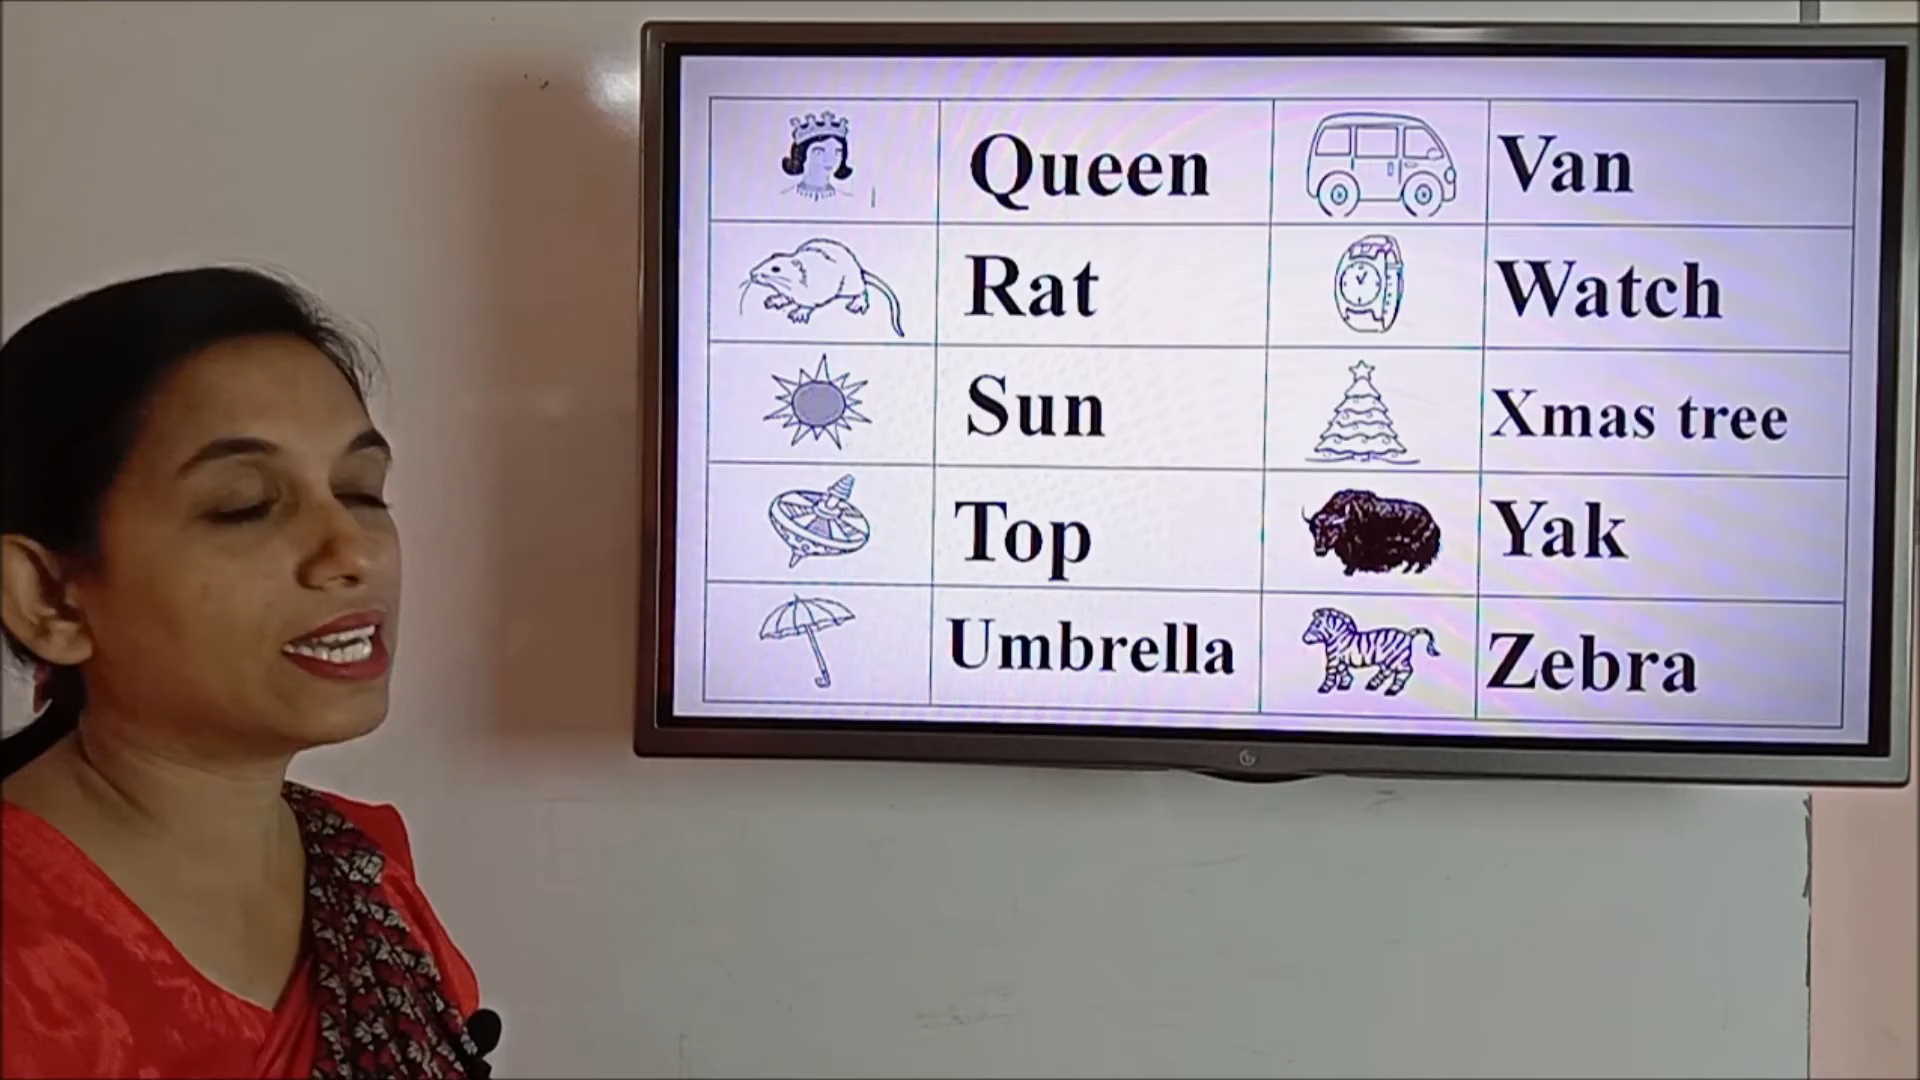 Queen
Van
Rat
Watch
Sun
Xmas tree
Top
Yak
Umbrella
Zebra